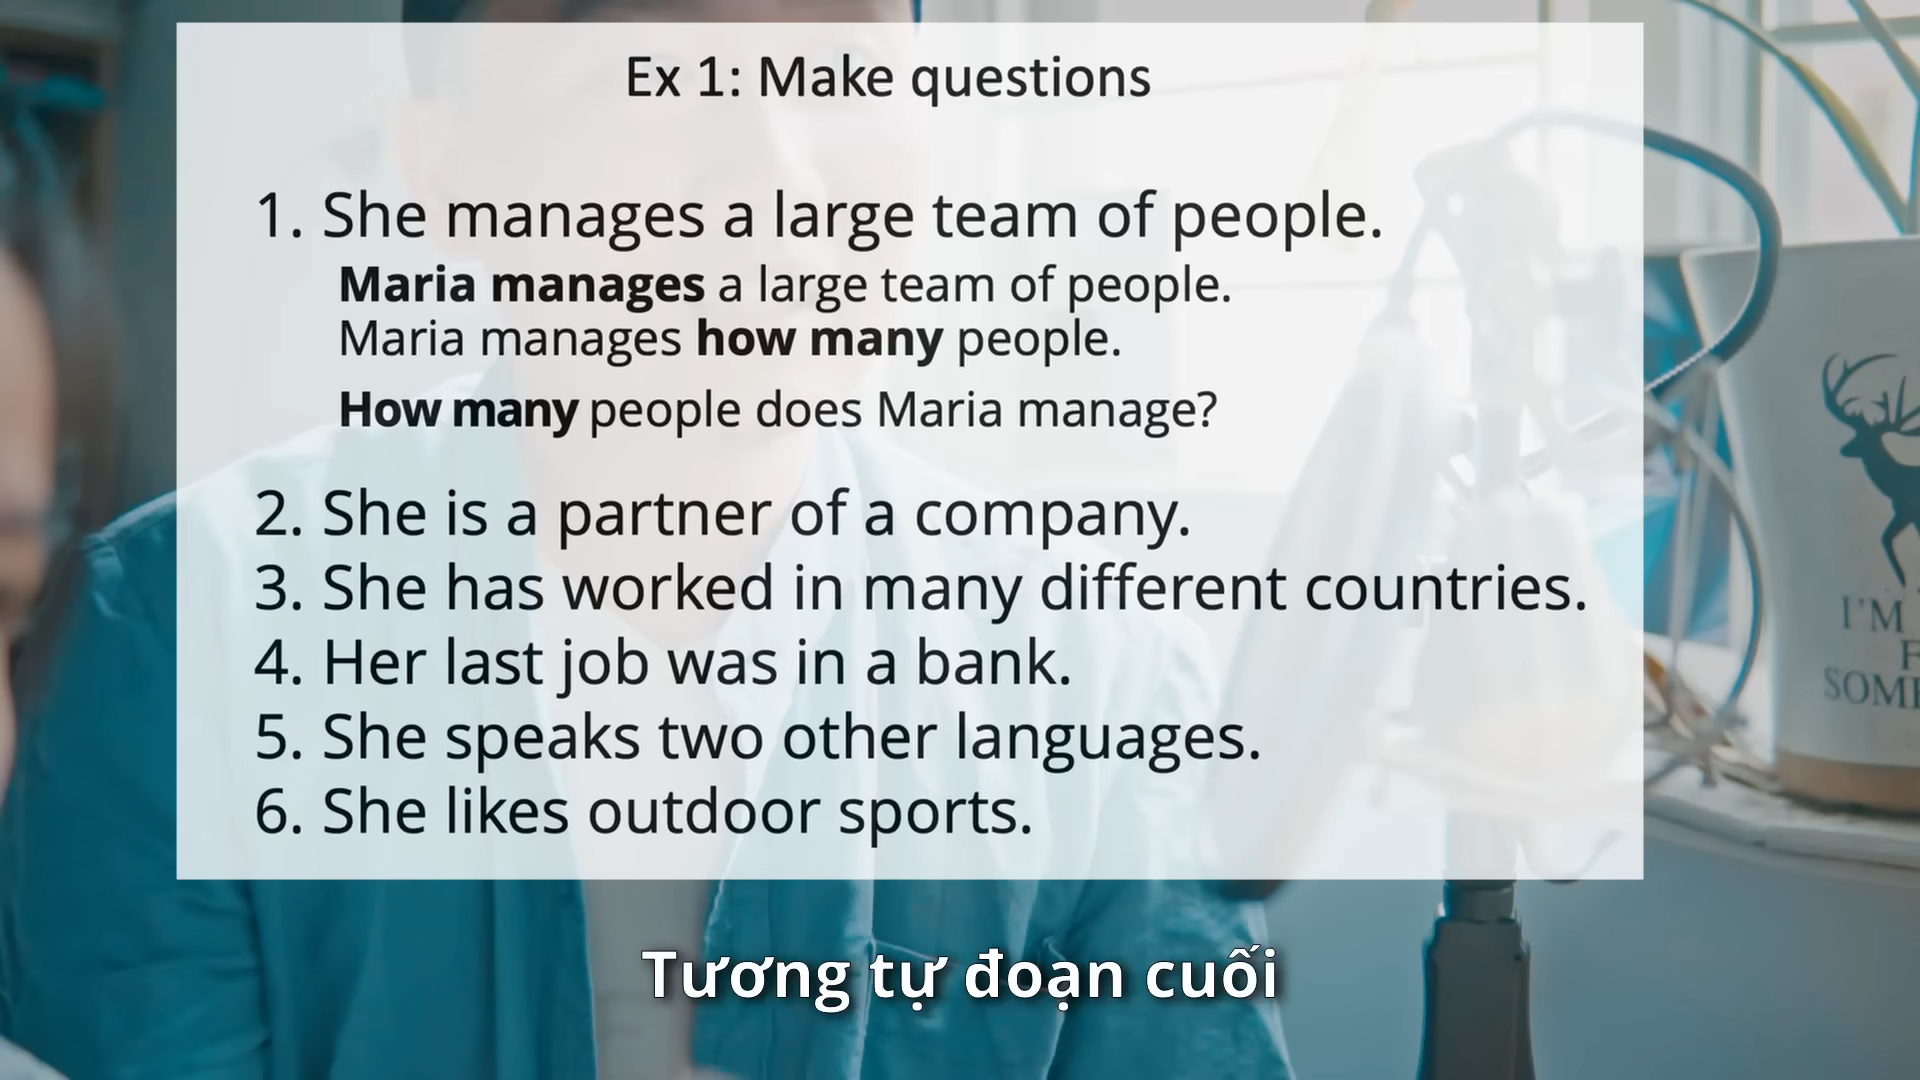 Ex 1: Make questions
1. She manages a large team of people.
Maria manages a large team of people.
Maria manages how many people.
How many people does Maria manage?
2. She is a partner of a company.
3. She has worked in many different countries.
4. Her last job was in a bank.
5. She speaks two other languages.
6. She likes outdoor sports.
I'M
SOME
Tương tự đoạn cuối